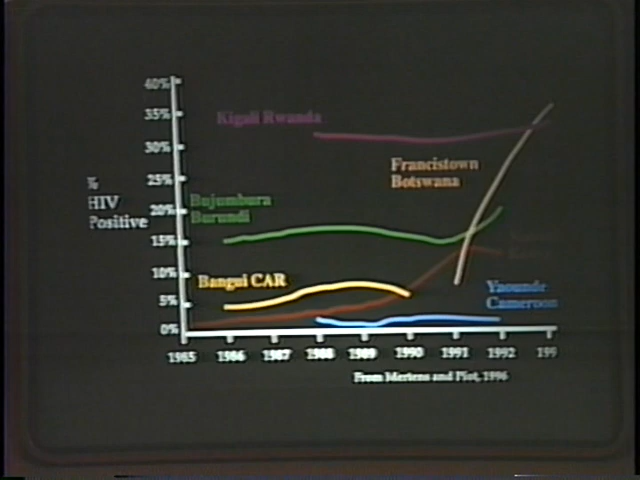 40%
35%
Kigali Rwanda
30%
Francistown
Botswana
25%
%
HIV
Positive
Bujumbura
Burundi
20%
15%
10%
Bangui CAR
Yaounde
Cameroon
5%
0%
1985 1986 1987 1988 1989 1990 1991 1992 199
From Mertens and Piot, 1996